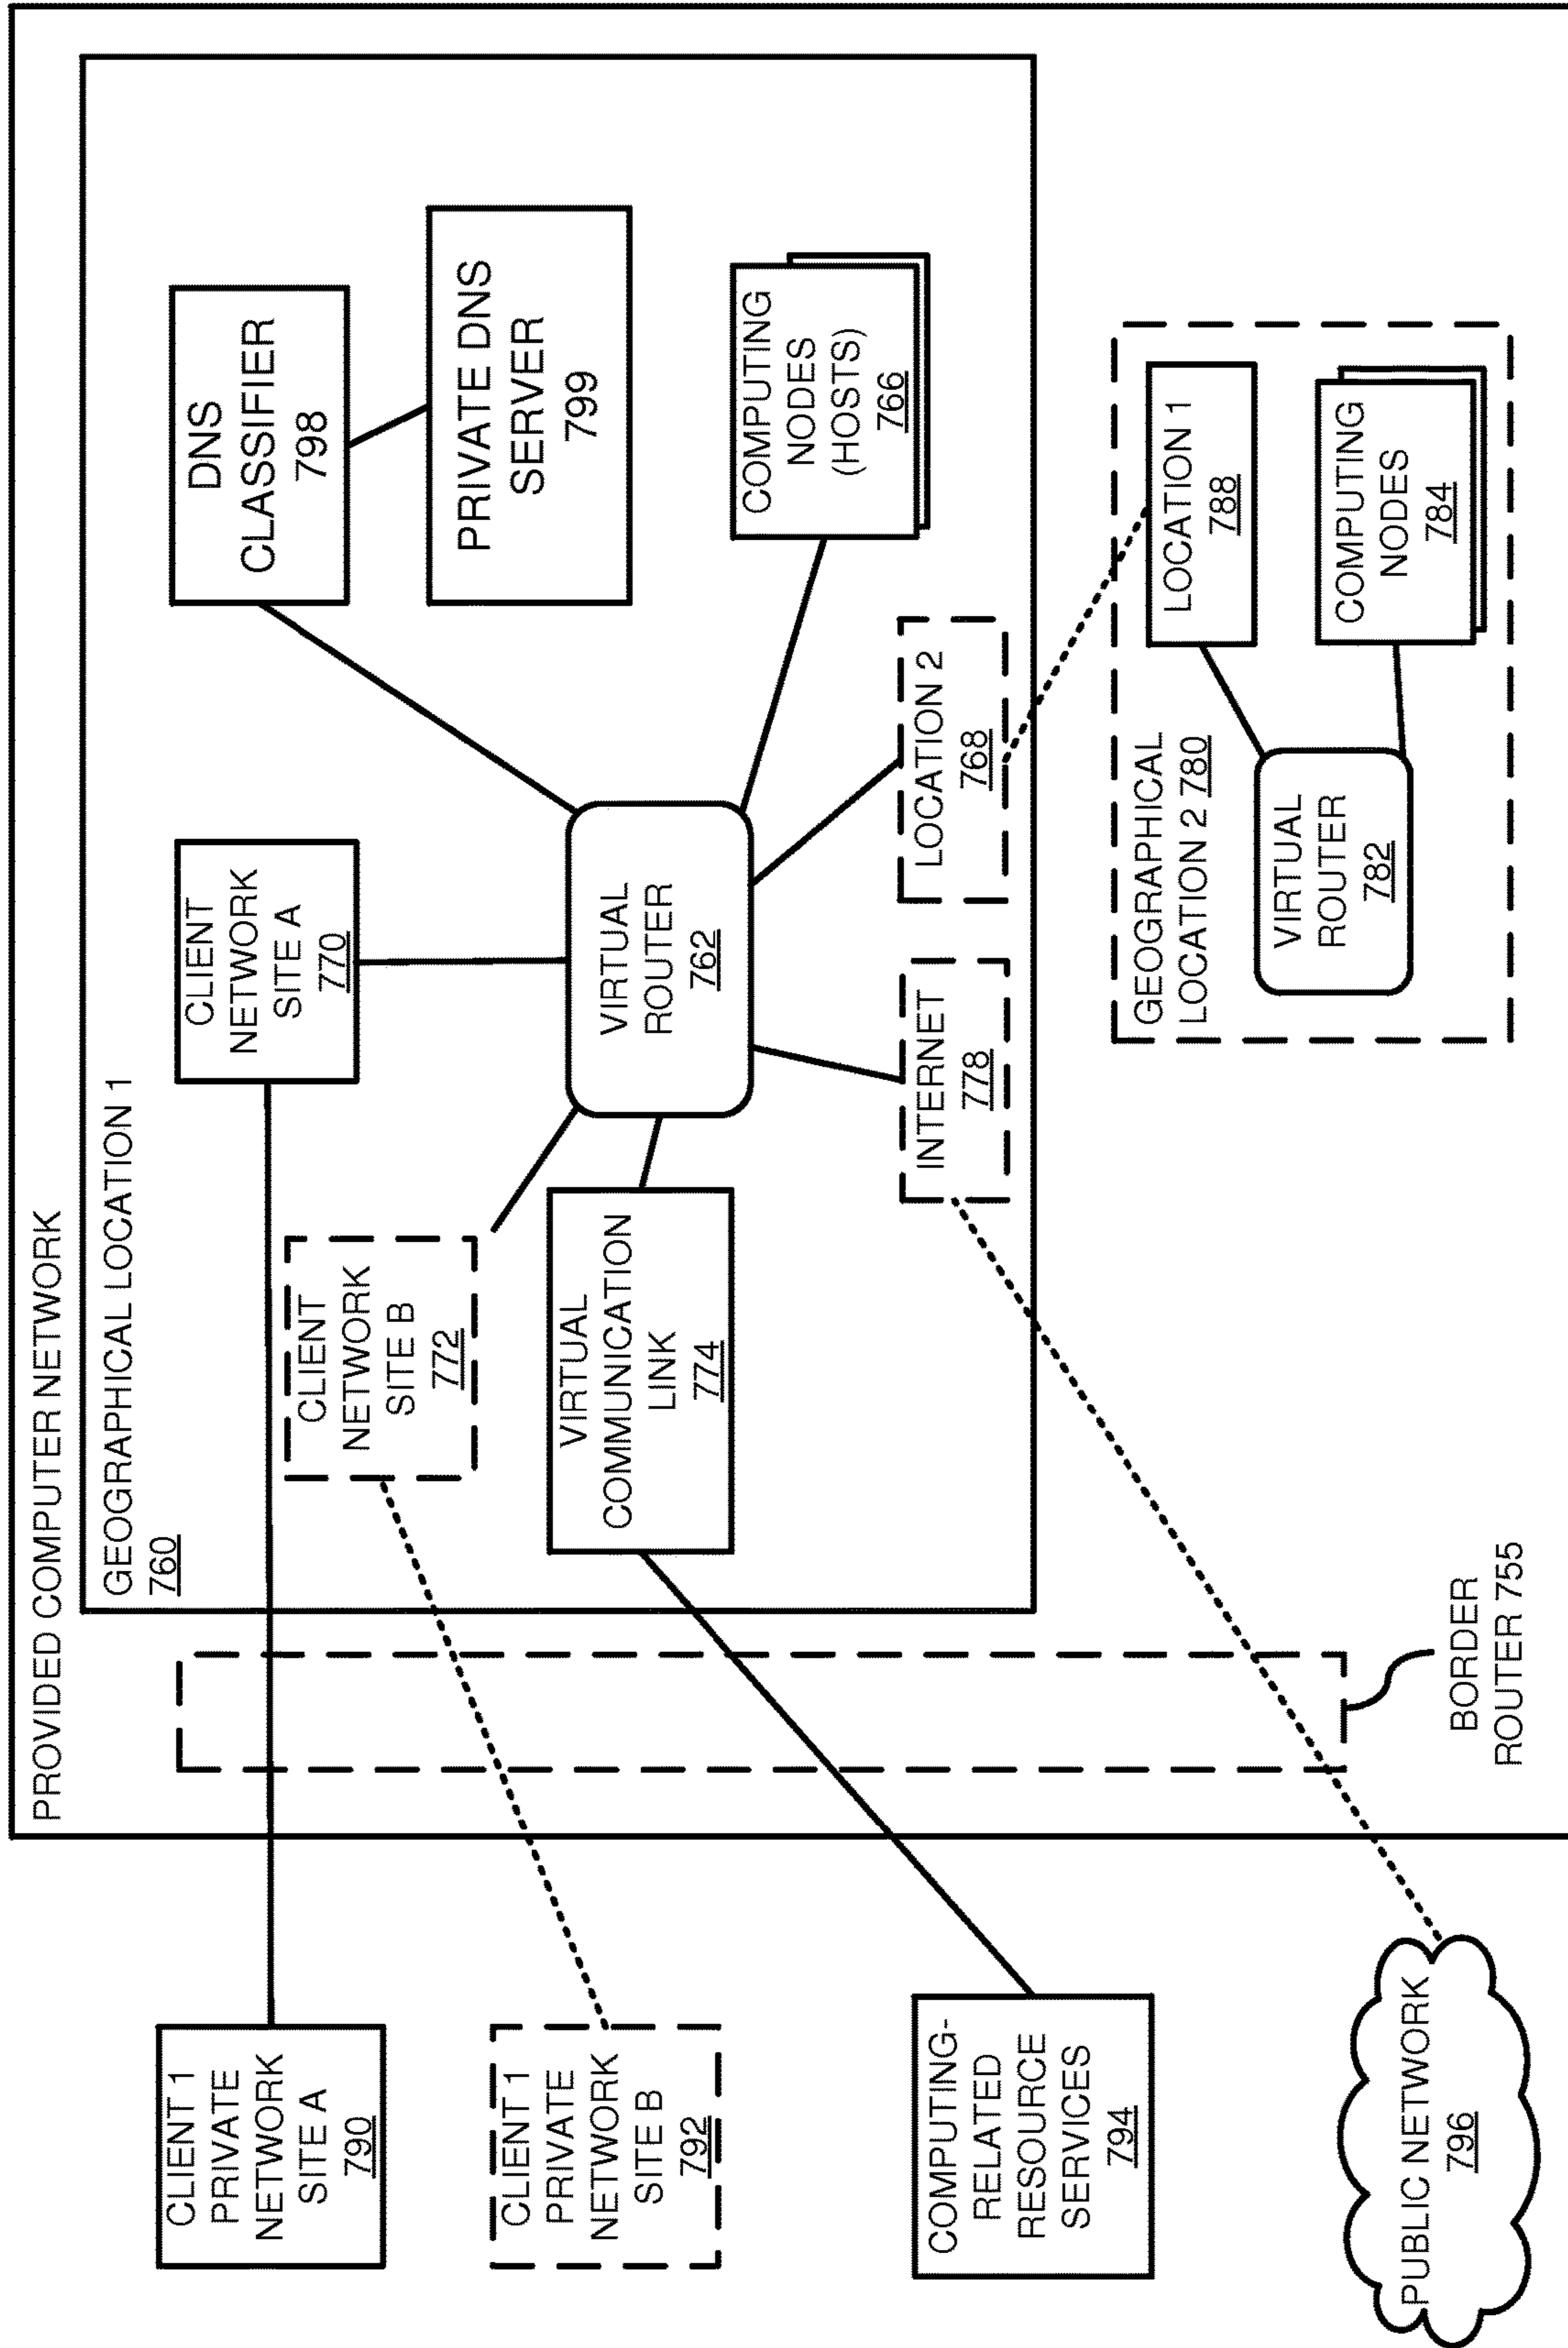 PROVIDED COMPUTER NETWORK
GEOGRAPHICAL LOCATION 1
760
CLIENT 1
PRIVATE
NETWORK
SITE A
790
CLIENT
NETWORK
SITE A
770
DNS
CLASSIFIER
798
CLIENT
NETWORK
SITE B
772
PRIVATE DNS
SERVER
799
CLIENT 1
PRIVATE
NETWORK
SITE B
792
VIRTUAL
COMMUNICATION
LINK
774
VIRTUAL
ROUTER
762
COMPUTING
NODES
(HOSTS)
766
COMPUTING-
RELATED
RESOURCE
SERVICES
794
INTERNET
778
LOCATION 2
768
GEOGRAPHICAL
LOCATION 2 780
LOCATION 1
788
VIRTUAL
ROUTER
782
COMPUTING
NODES
784
PUBLIC NETWORK
796
BORDER
ROUTER 755